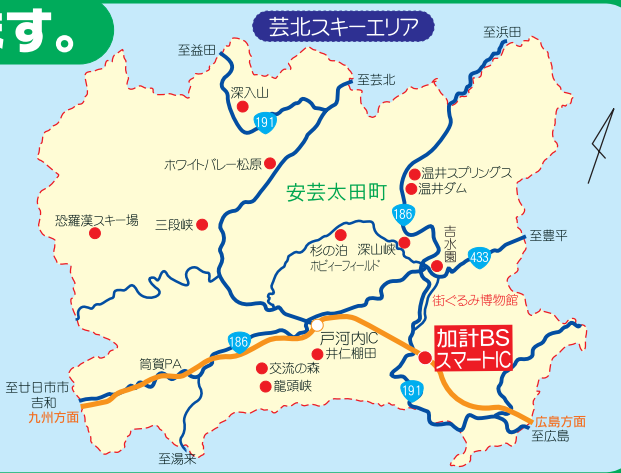 ます。
芸北スキーエリア
至益田
至浜田
至芸北
深入山
191
ホワイトバレー松原
温井スプリングス
温井ダム
安芸太田町
186
恐羅漢スキー場
三段峡
杉の泊
ホビーフィールド
深山峡
吉水園
至豊平
433
街ぐるみ博物館
186
戸河内IC
井仁棚田
加計BS
スマートIC
筒賀PA
交流の森
龍頭峡
191
至廿日市市
吉和
九州方面
広島方面
至広島
至湯来